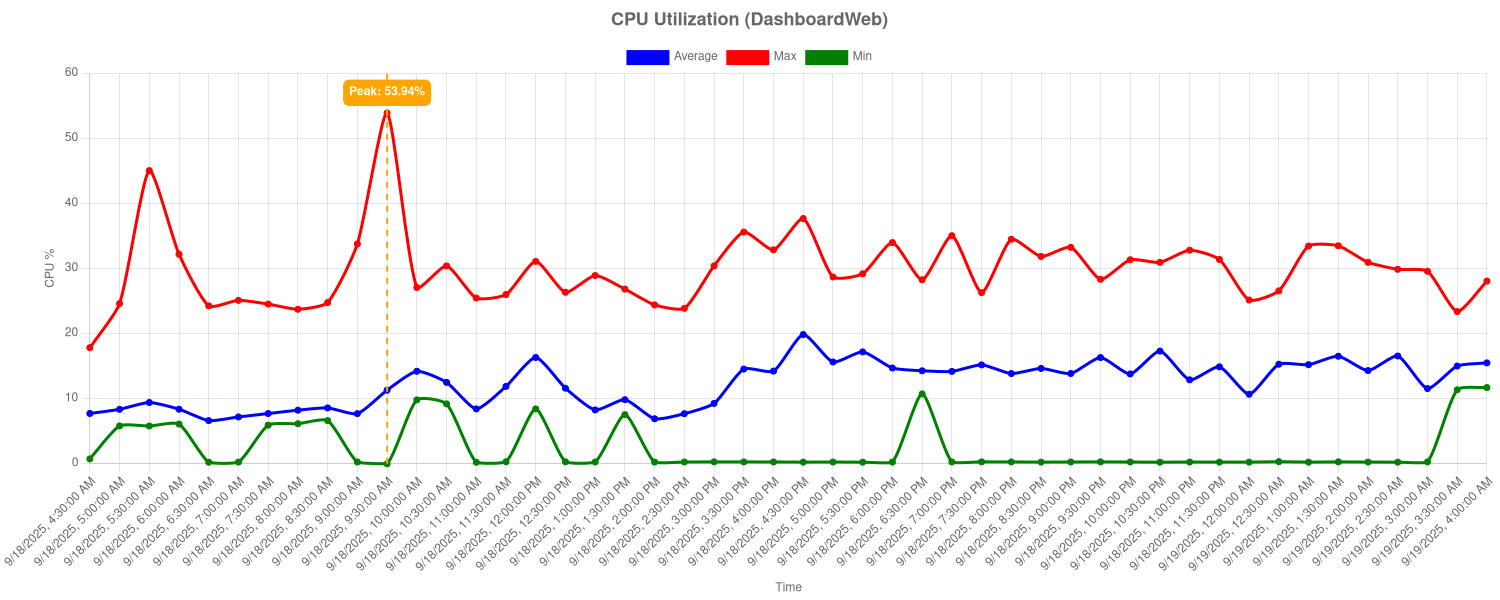 CPU Utilization (DashboardWeb)
Average Max Min
Peak: 53.94%
60
50
40
30
20
10
0
CPU %
9/18/2025, 4:30:00 AM
9/18/2025, 5:00:00 AM
9/18/2025, 5:30:00 AM
9/18/2025, 6:00:00 AM
9/18/2025, 6:30:00 AM
9/18/2025, 7:00:00 AM
9/18/2025, 7:30:00 AM
9/18/2025, 8:00:00 AM
9/18/2025, 8:30:00 AM
9/18/2025, 9:00:00 AM
9/18/2025, 9:30:00 AM
9/18/2025, 10:00:00 AM
9/18/2025, 10:30:00 AM
9/18/2025, 11:00:00 AM
9/18/2025, 11:30:00 AM
9/18/2025, 12:00:00 PM
9/18/2025, 12:30:00 PM
9/18/2025, 1:00:00 PM
9/18/2025, 1:30:00 PM
9/18/2025, 2:00:00 PM
9/18/2025, 2:30:00 PM
9/18/2025, 3:00:00 PM
9/18/2025, 3:30:00 PM
9/18/2025, 4:00:00 PM
9/18/2025, 4:30:00 PM
9/18/2025, 5:00:00 PM
9/18/2025, 5:30:00 PM
9/18/2025, 6:00:00 PM
9/18/2025, 6:30:00 PM
9/18/2025, 7:00:00 PM
9/18/2025, 7:30:00 PM
9/18/2025, 8:00:00 PM
9/18/2025, 8:30:00 PM
9/18/2025, 9:00:00 PM
9/18/2025, 9:30:00 PM
9/18/2025, 10:00:00 PM
9/18/2025, 10:30:00 PM
9/18/2025, 11:00:00 PM
9/18/2025, 11:30:00 PM
9/19/2025, 12:00:00 AM
9/19/2025, 12:30:00 AM
9/19/2025, 1:00:00 AM
9/19/2025, 1:30:00 AM
9/19/2025, 2:00:00 AM
9/19/2025, 2:30:00 AM
9/19/2025, 3:00:00 AM
9/19/2025, 3:30:00 AM
9/19/2025, 4:00:00 AM
Time